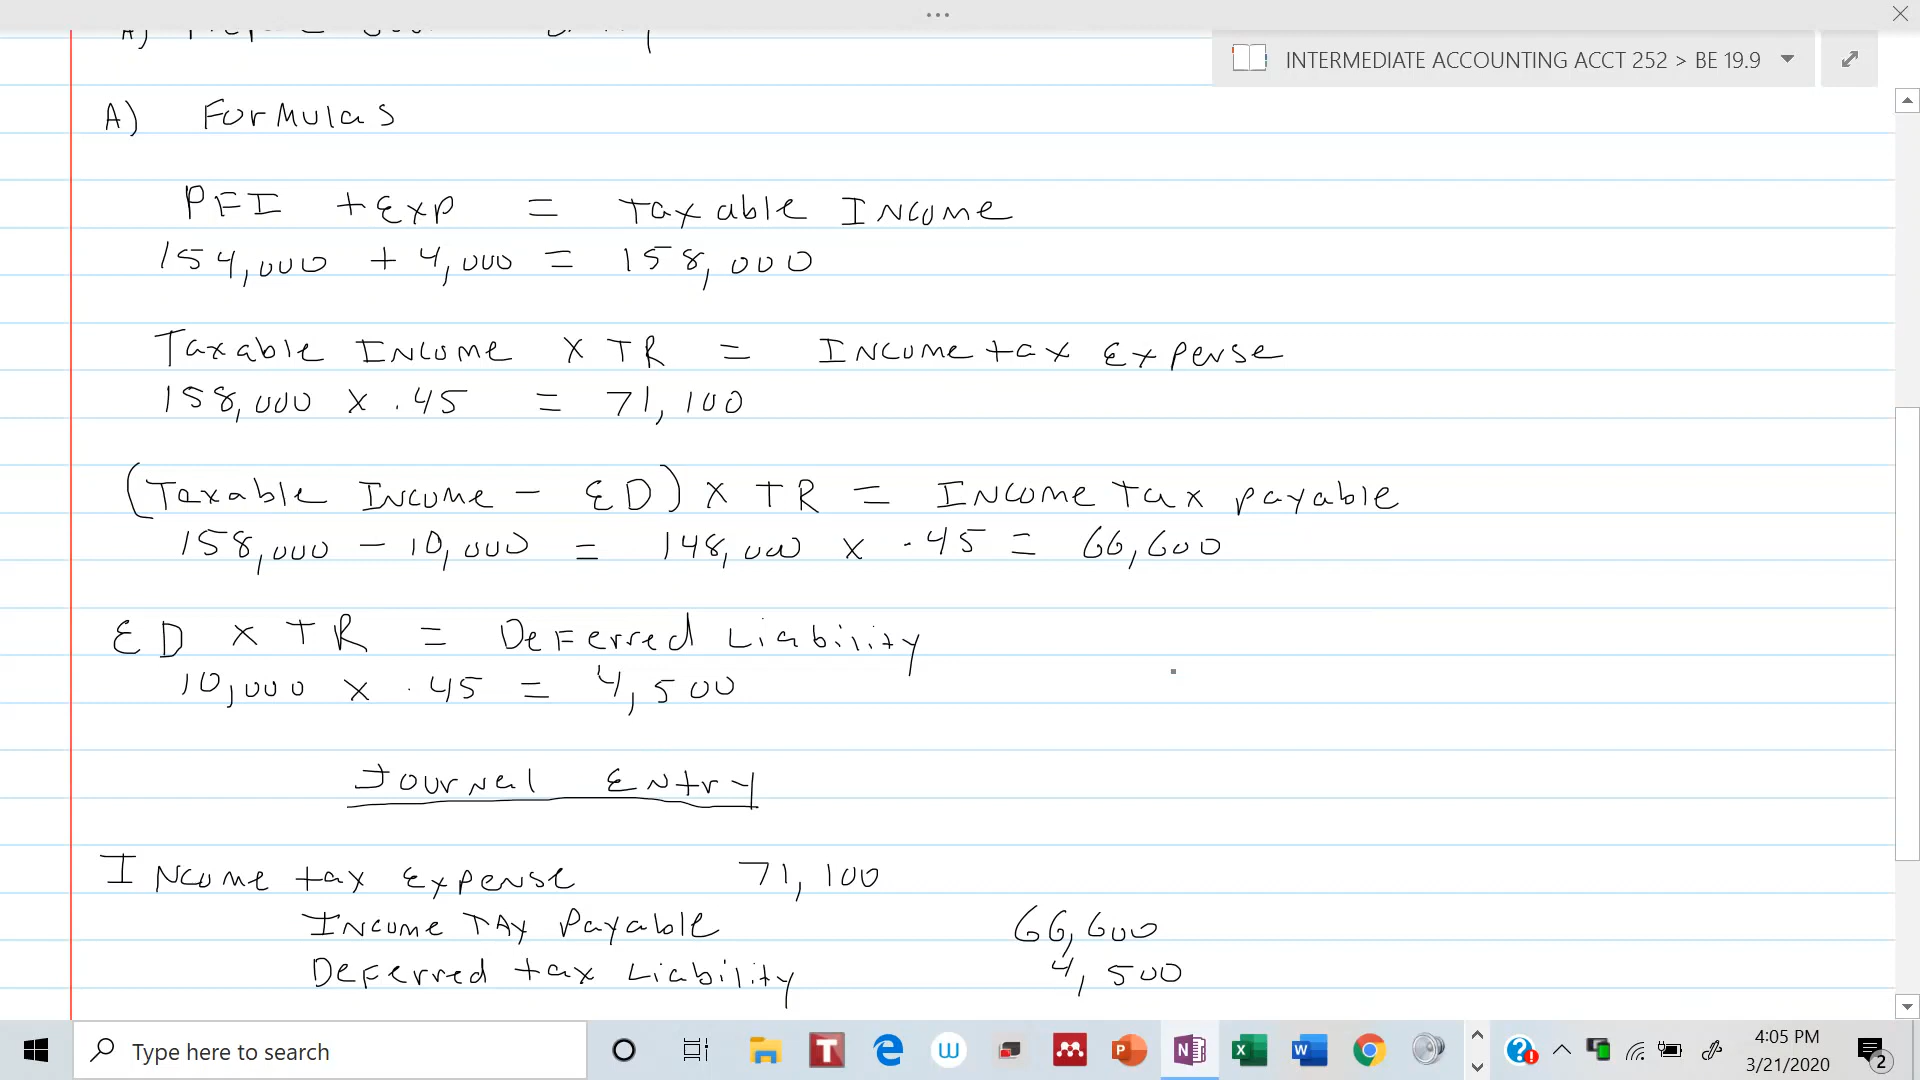 INTERMEDIATE ACCOUNTING ACCT 252 > BE 19.9
A) Formulas
PFI + Exp = Taxable Income
154,000 + 4,000 = 158,000
Taxable Income X TR = Income tax Expense
158,000 X .45 = 71,100
(Taxable Income - ED) X TR = Income Tax payable
158,000 - 10,000 = 148,000 X .45 = 66,600
ED X TR = Deferred Liability
10,000 X .45 = 4,500
Journal Entry
Income tax Expense 71,100
Income TAX Payable 66,600
Deferred tax Liability 4,500
Type here to search
4:05 PM
3/21/2020
2